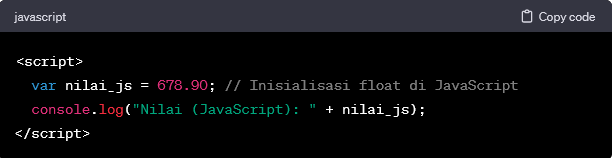 javascript
Copy code
<script>
var nilai_js = 678.90; // Inisialisasi float di JavaScript
console.log("Nilai (JavaScript): " + nilai_js);
</script>